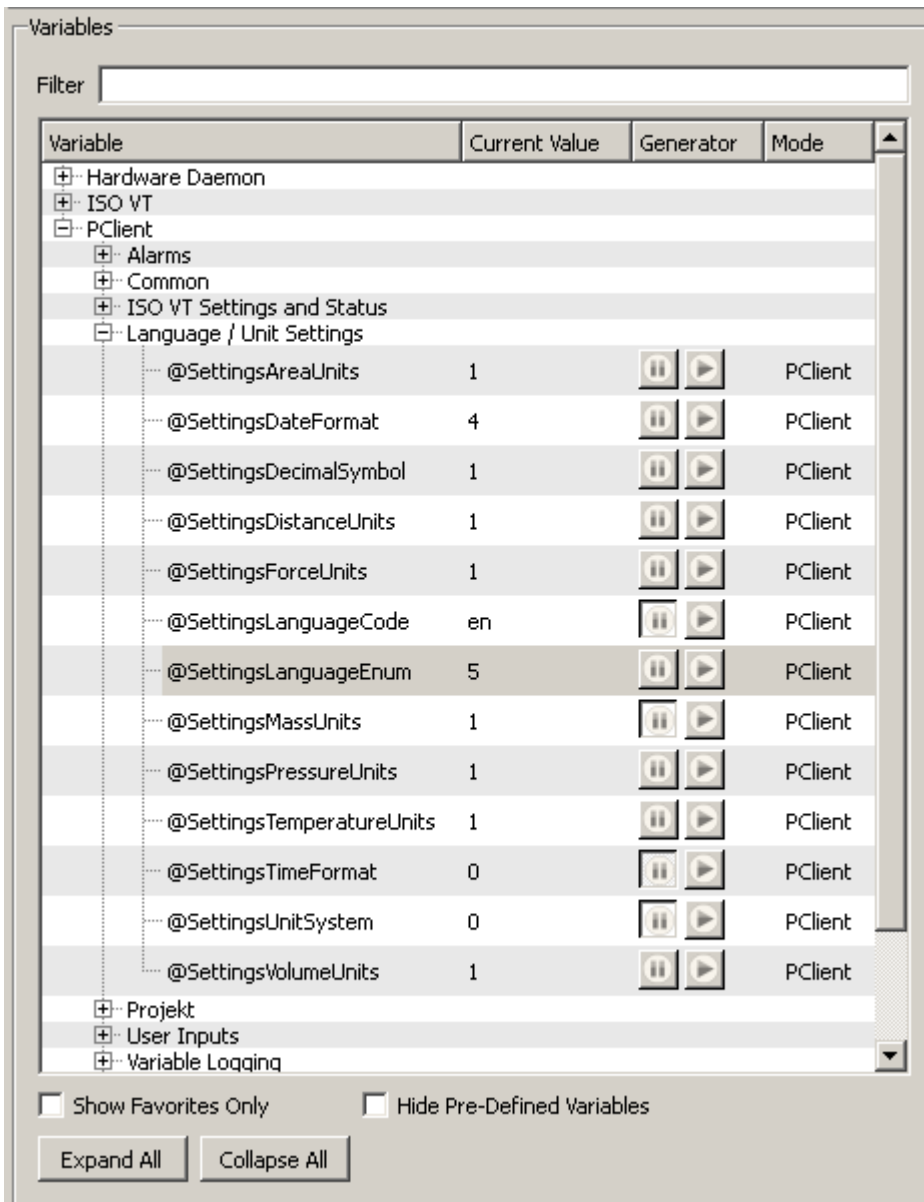 Variables
Filter
Variable Current Value Generator Mode
Hardware Daemon
ISO VT
PClient
Alarms
Common
ISO VT Settings and Status
Language / Unit Settings
@SettingsAreaUnits 1 PClient
@SettingsDateFormat 4 PClient
@SettingsDecimalSymbol 1 PClient
@SettingsDistanceUnits 1 PClient
@SettingsForceUnits 1 PClient
@SettingsLanguageCode en PClient
@SettingsLanguageEnum 5 PClient
@SettingsMassUnits 1 PClient
@SettingsPressureUnits 1 PClient
@SettingsTemperatureUnits 1 PClient
@SettingsTimeFormat 0 PClient
@SettingsUnitSystem 0 PClient
@SettingsVolumeUnits 1 PClient
Projekt
User Inputs
Variable Logging
Show Favorites Only Hide Pre-Defined Variables
Expand All Collapse All